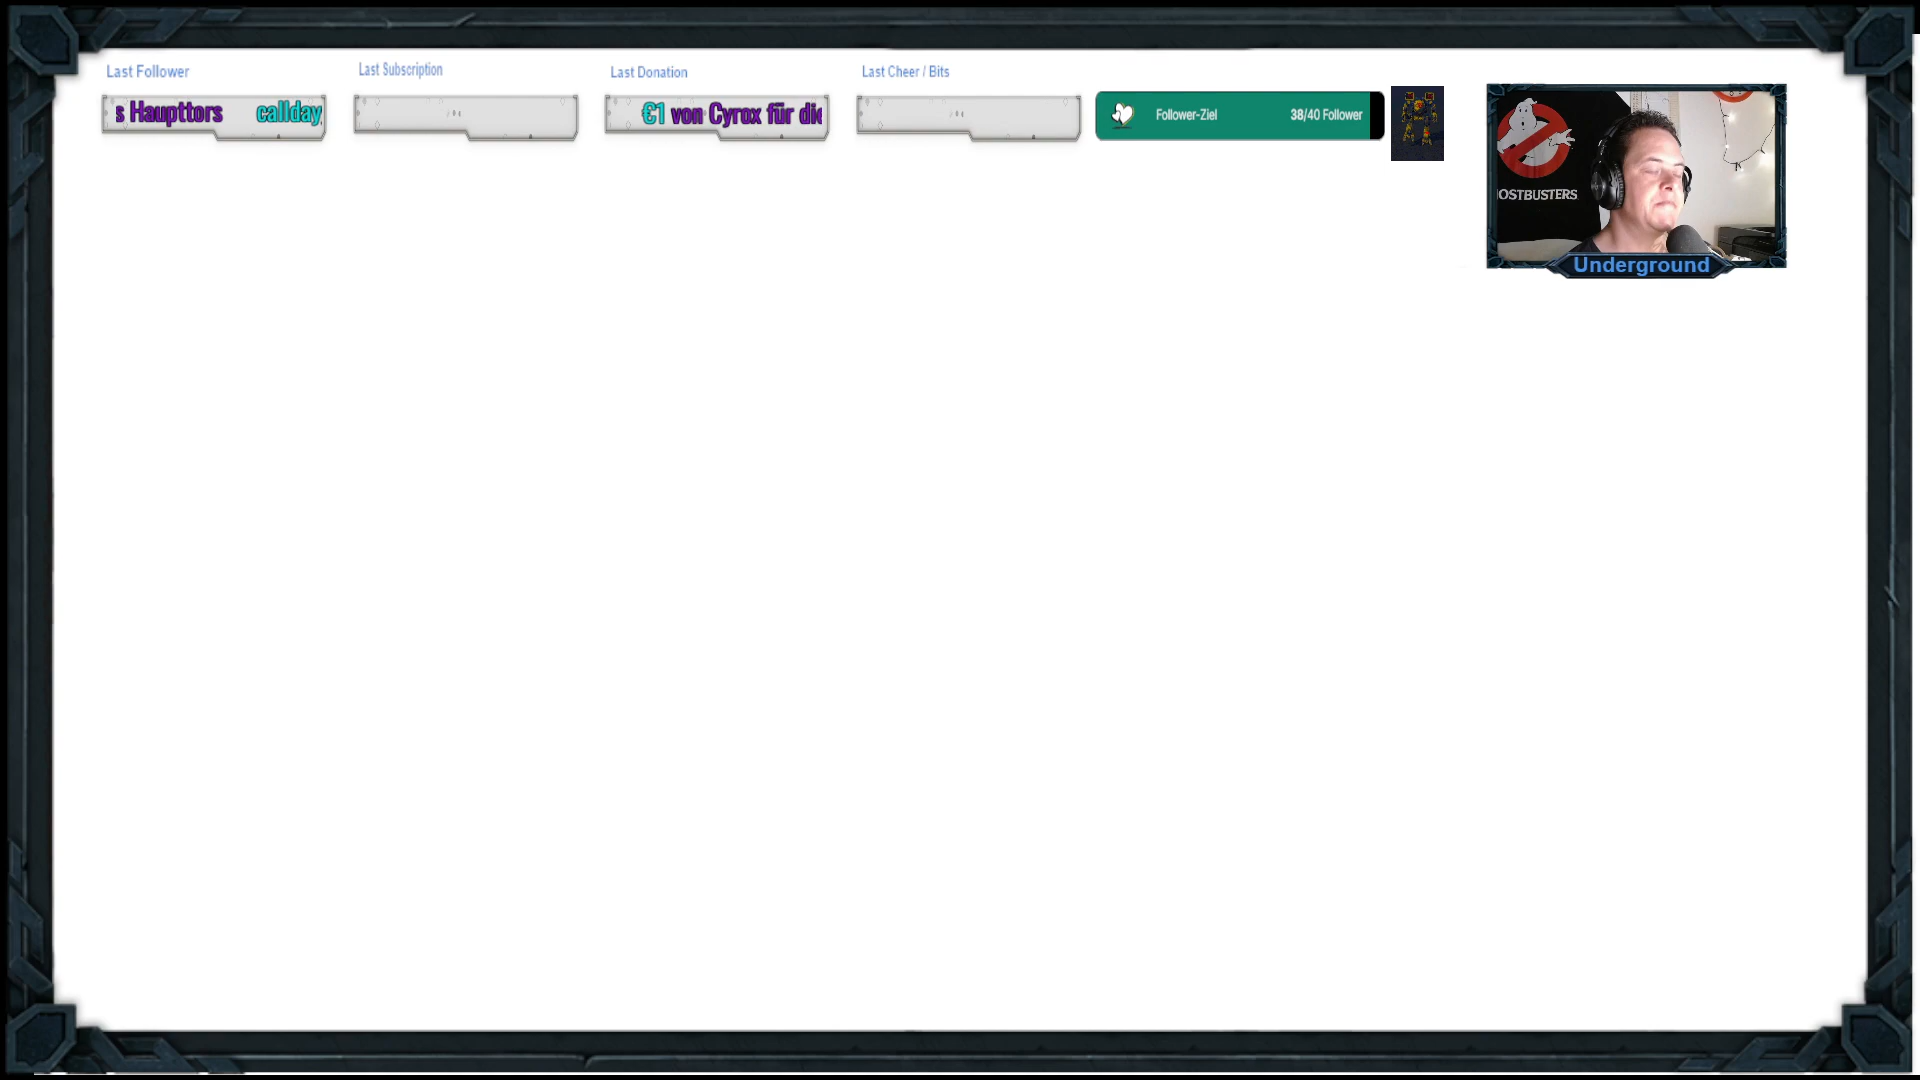 Last Follower
Last Subscription
Last Donation
Last Cheer / Bits
s Haupttors callday
€1 von Cyrox für die
Follower-Ziel
38/40 Follower
OSTBUSTERS
Underground